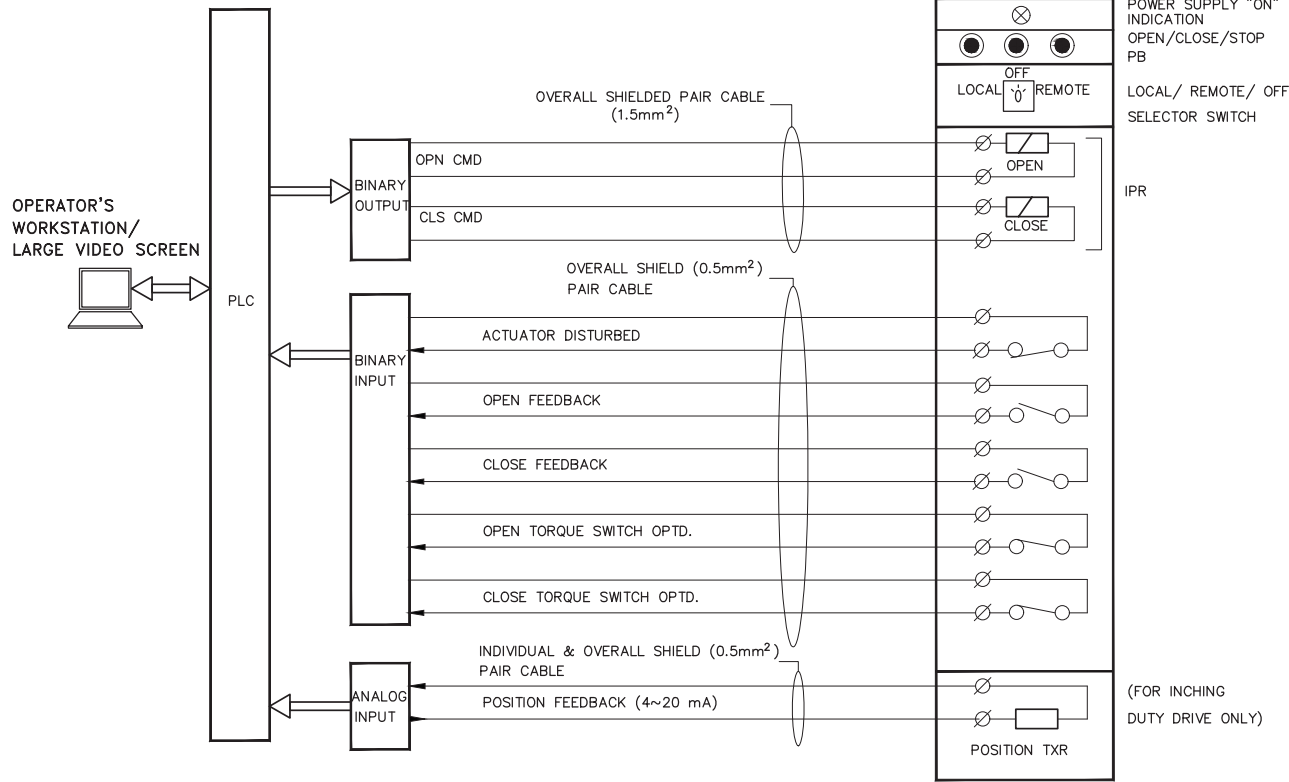 POWER SUPPLY "ON"
INDICATION
OPEN/CLOSE/STOP
PB
OFF
LOCAL REMOTE
LOCAL/ REMOTE/ OFF
SELECTOR SWITCH
OVERALL SHIELDED PAIR CABLE
(1.5mm²)
OPN CMD
OPEN
BINARY
OUTPUT
IPR
CLS CMD
CLOSE
OPERATOR'S
WORKSTATION/
LARGE VIDEO SCREEN
OVERALL SHIELD (0.5mm²)
PAIR CABLE
PLC
ACTUATOR DISTURBED
BINARY
INPUT
OPEN FEEDBACK
CLOSE FEEDBACK
OPEN TORQUE SWITCH OPTD.
CLOSE TORQUE SWITCH OPTD.
INDIVIDUAL & OVERALL SHIELD (0.5mm²)
PAIR CABLE
ANALOG
INPUT
POSITION FEEDBACK (4~20 mA)
(FOR INCHING
DUTY DRIVE ONLY)
POSITION TXR